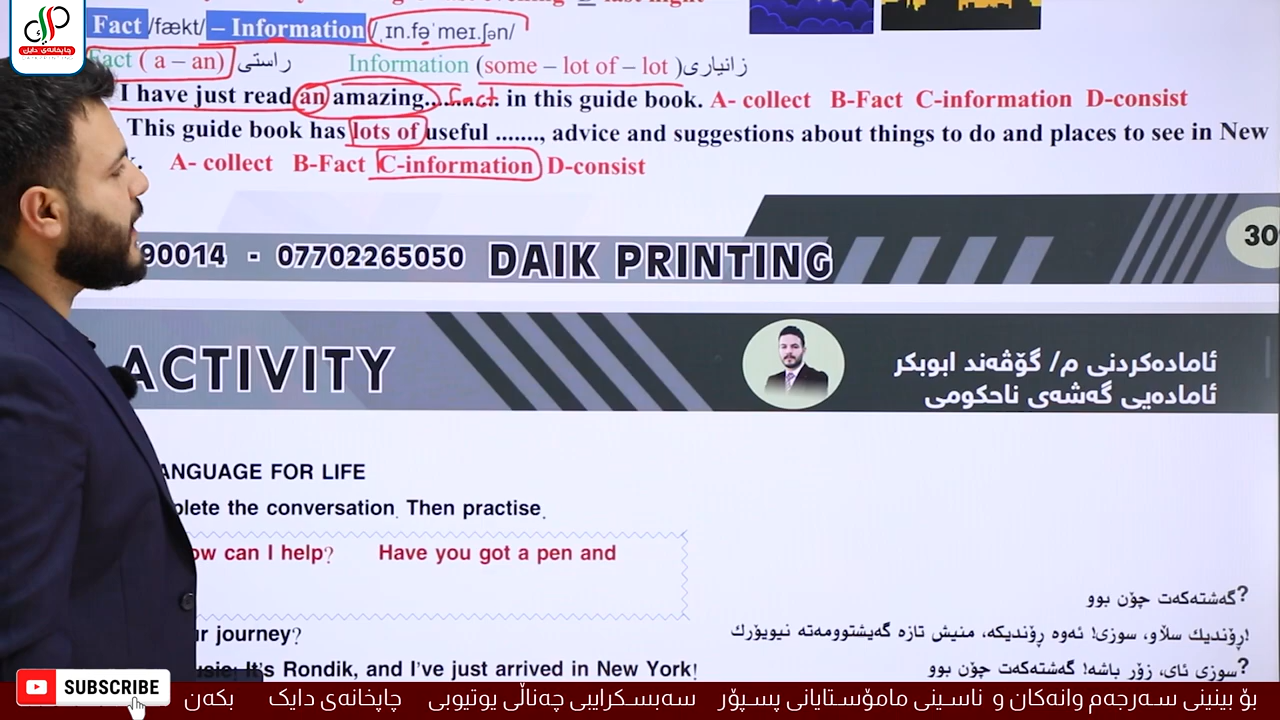 چاپخانەی دایك
Fact /fækt/ – Information /ˌɪn.fəˈmeɪ.ʃən/
Fact ( a – an) راستی Information (some – lot of – lot )زانیاری
I have just read an amazing.......... fact in this guide book. A- collect B-Fact C-information D-consist
This guide book has lots of useful ........, advice and suggestions about things to do and places to see in New
A- collect B-Fact C-information D-consist
90014 - 07702265050 DAIK PRINTING 30
ACTIVITY
ئامادەکردنی م/ گۆڤەند ابوبكر
ئامادەیی گەشەی ناحکومی
ANGUAGE FOR LIFE
plete the conversation. Then practise.
ow can I help? Have you got a pen and
گەشتەکەت چۆن بوو?
ur journey?
ڕۆندیك سڵاو، سوزی! ئەوە ڕۆندیکە، منیش تازە گەیشتوومەتە نیویۆرك!
usie! It's Rondik, and I've just arrived in New York!
سوزی ئای، زۆر باشە! گەشتەکەت چۆن بوو?
SUBSCRIBE
بۆ بینینی سەرجەم وانەکان و ناسینی مامۆستایانی پسپۆر سەبسکرایبی چەناڵی یوتیوبی چاپخانەی دایك بکەن